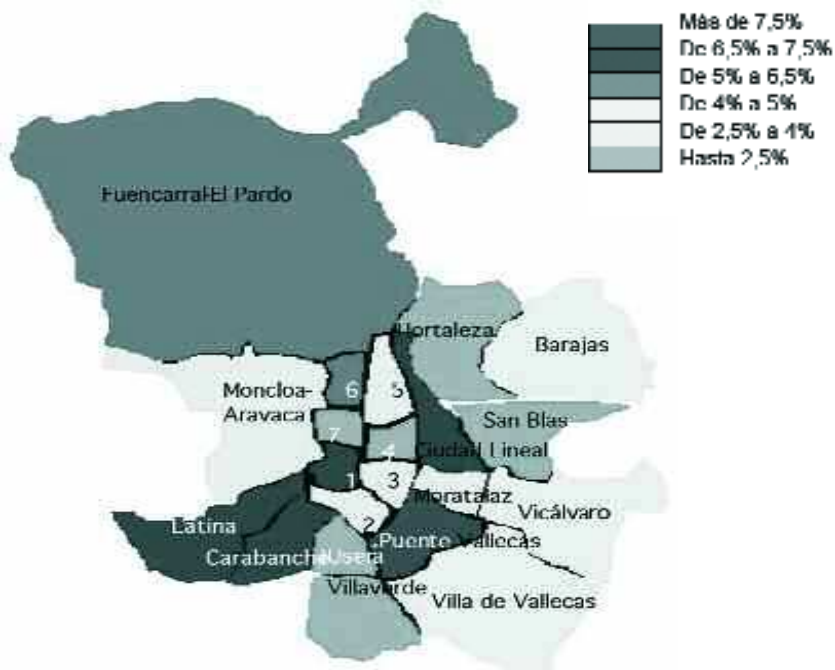 Más de 7,5%
De 6,5% a 7,5%
De 5% a 6,5%
De 4% a 5%
De 2,5% a 4%
Hasta 2,5%
Fuencarral-El Pardo
Hortaleza
Barajas
Moncloa-
Aravaca
6
5
San Blas
7
4
Ciudad Lineal
1
3
Moratalaz
Vicálvaro
Latina
2
Puente Vallecas
Carabanchel
Usera
Villaverde
Villa de Vallecas